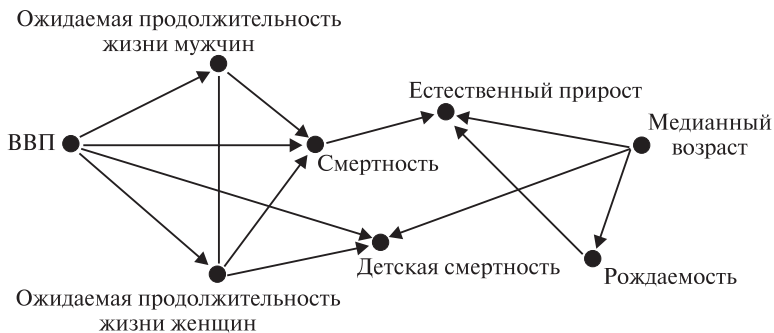 Ожидаемая продолжительность
жизни мужчин
Естественный прирост
Медианный
возраст
ВВП
Смертность
Детская смертность
Рождаемость
Ожидаемая продолжительность
жизни женщин